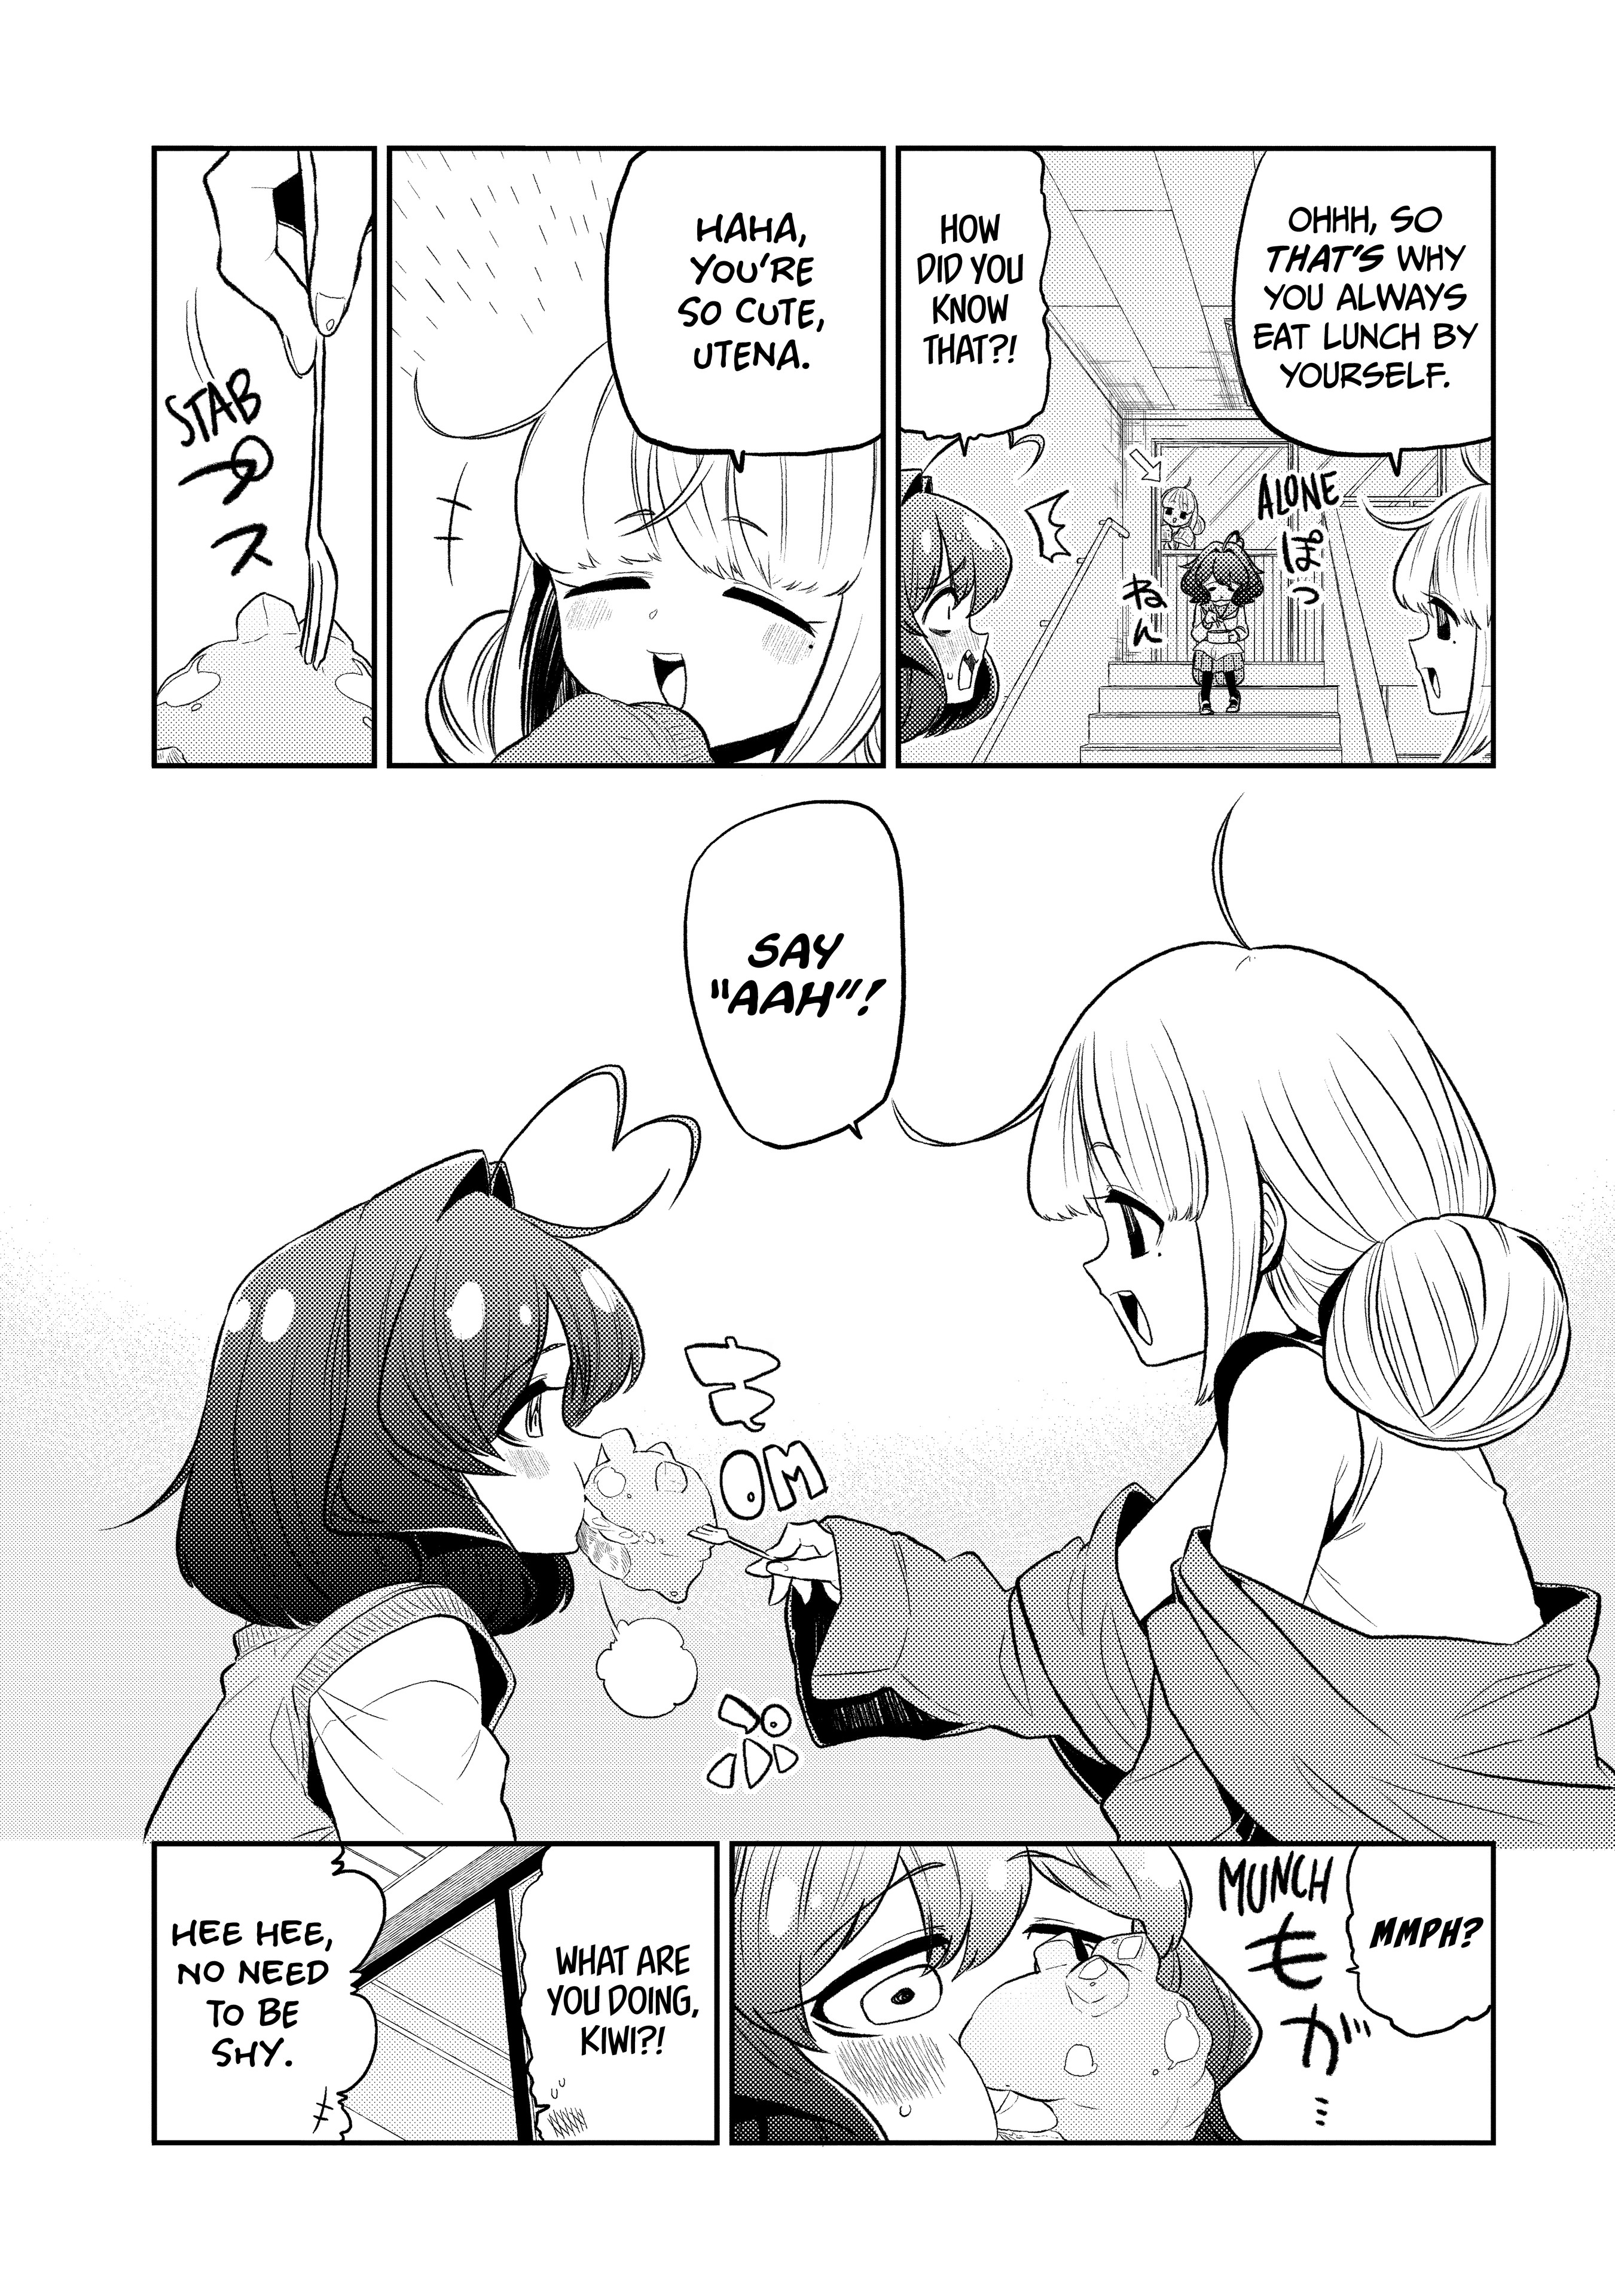 OHHH, SO
THAT'S WHY
YOU ALWAYS
EAT LUNCH BY
YOURSELF.
ALONE
ぽつ
ねん
HOW
DID YOU
KNOW
THAT?!
HAHA,
YOU'RE
SO CUTE,
UTENA.
STAB
ス
SAY
"AAH"!
OM
MMPH?
MUNCH
もが…
WHAT ARE
YOU DOING,
KIWI?!
HEE HEE,
NO NEED
TO BE
SHY.